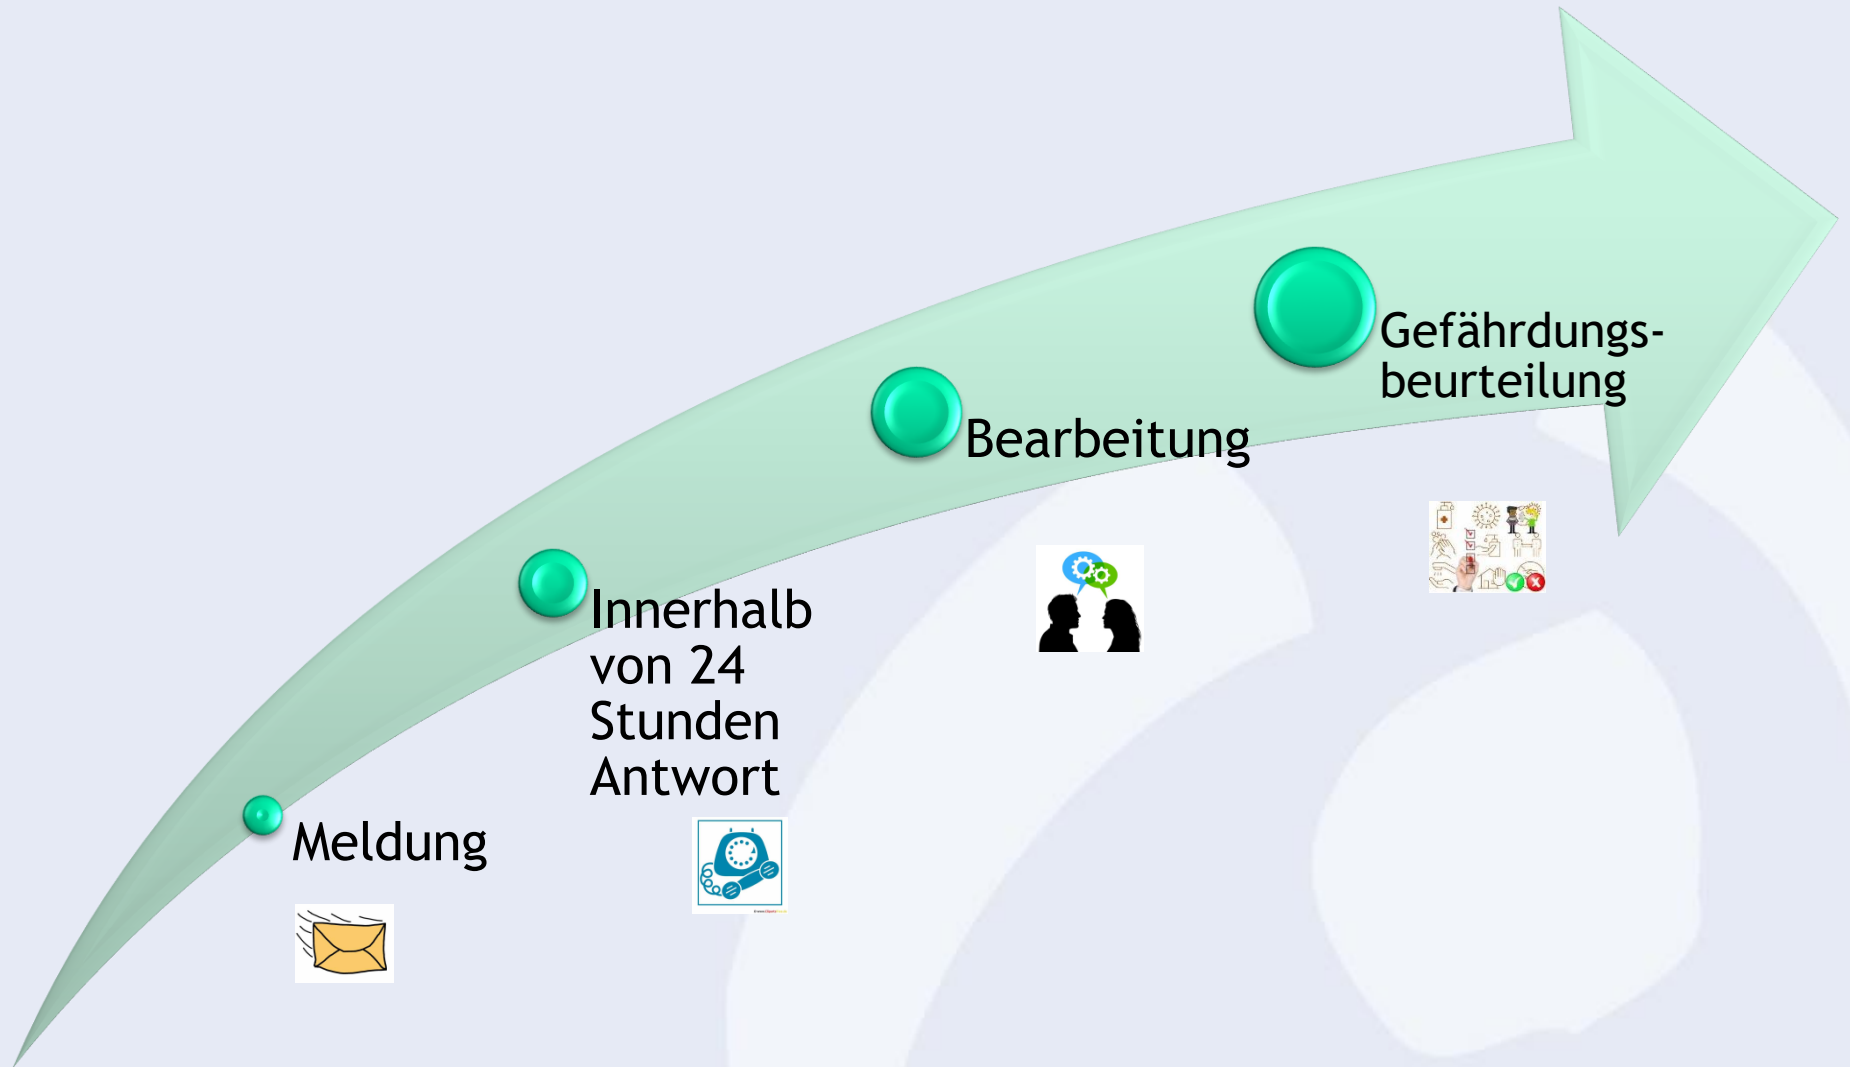 Meldung
Innerhalb
von 24
Stunden
Antwort
Bearbeitung
Gefährdungs-
beurteilung